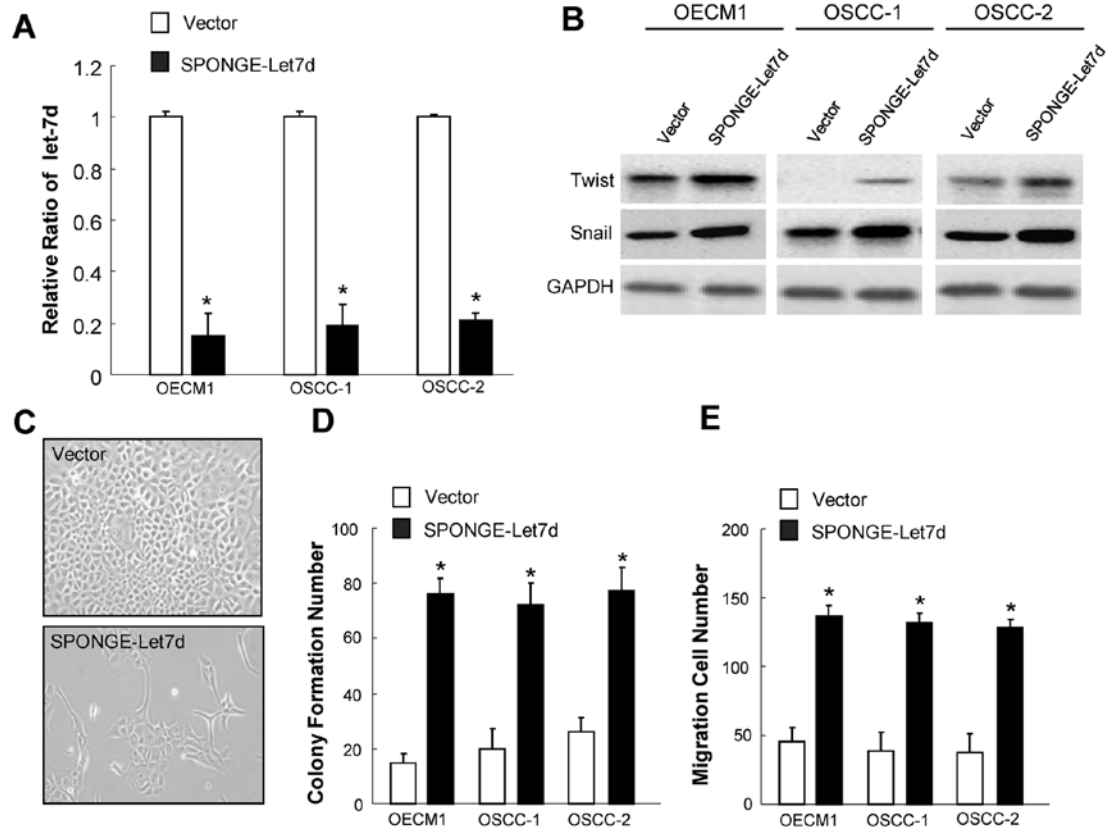 A
Vector
SPONGE-Let7d
Relative Ratio of let-7d
1.2
1
0.8
0.6
0.4
0.2
0
*
*
*
OECM1
OSCC-1
OSCC-2
B
OECM1
OSCC-1
OSCC-2
Vector
SPONGE-Let7d
Vector
SPONGE-Let7d
Vector
SPONGE-Let7d
Twist
Snail
GAPDH
C
Vector
SPONGE-Let7d
D
Vector
SPONGE-Let7d
Colony Formation Number
100
80
60
40
20
0
*
*
*
OECM1
OSCC-1
OSCC-2
E
Vector
SPONGE-Let7d
Migration Cell Number
200
150
100
50
0
*
*
*
OECM1
OSCC-1
OSCC-2